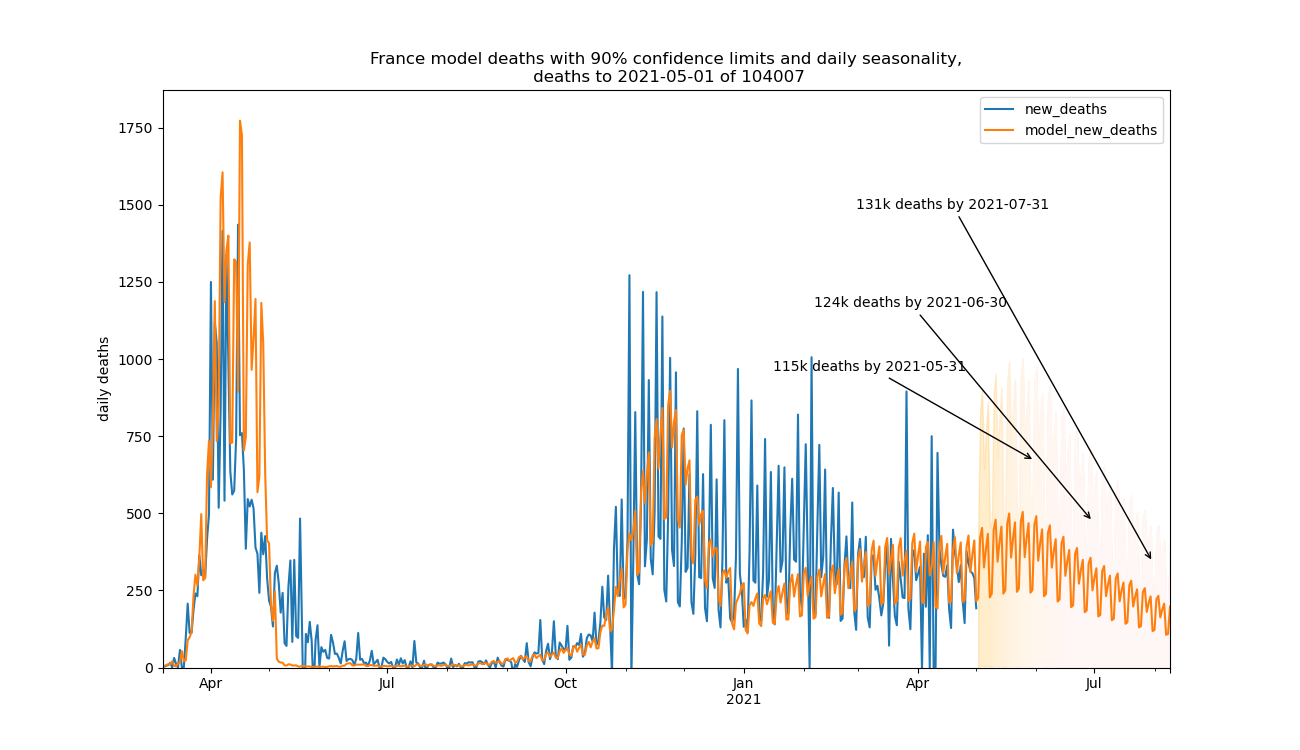 France model deaths with 90% confidence limits and daily seasonality,
deaths to 2021-05-01 of 104007
new_deaths
model_new_deaths
daily deaths
1750
1500
1250
1000
750
500
250
0
131k deaths by 2021-07-31
124k deaths by 2021-06-30
115k deaths by 2021-05-31
Apr Jul Oct Jan Apr Jul
2021